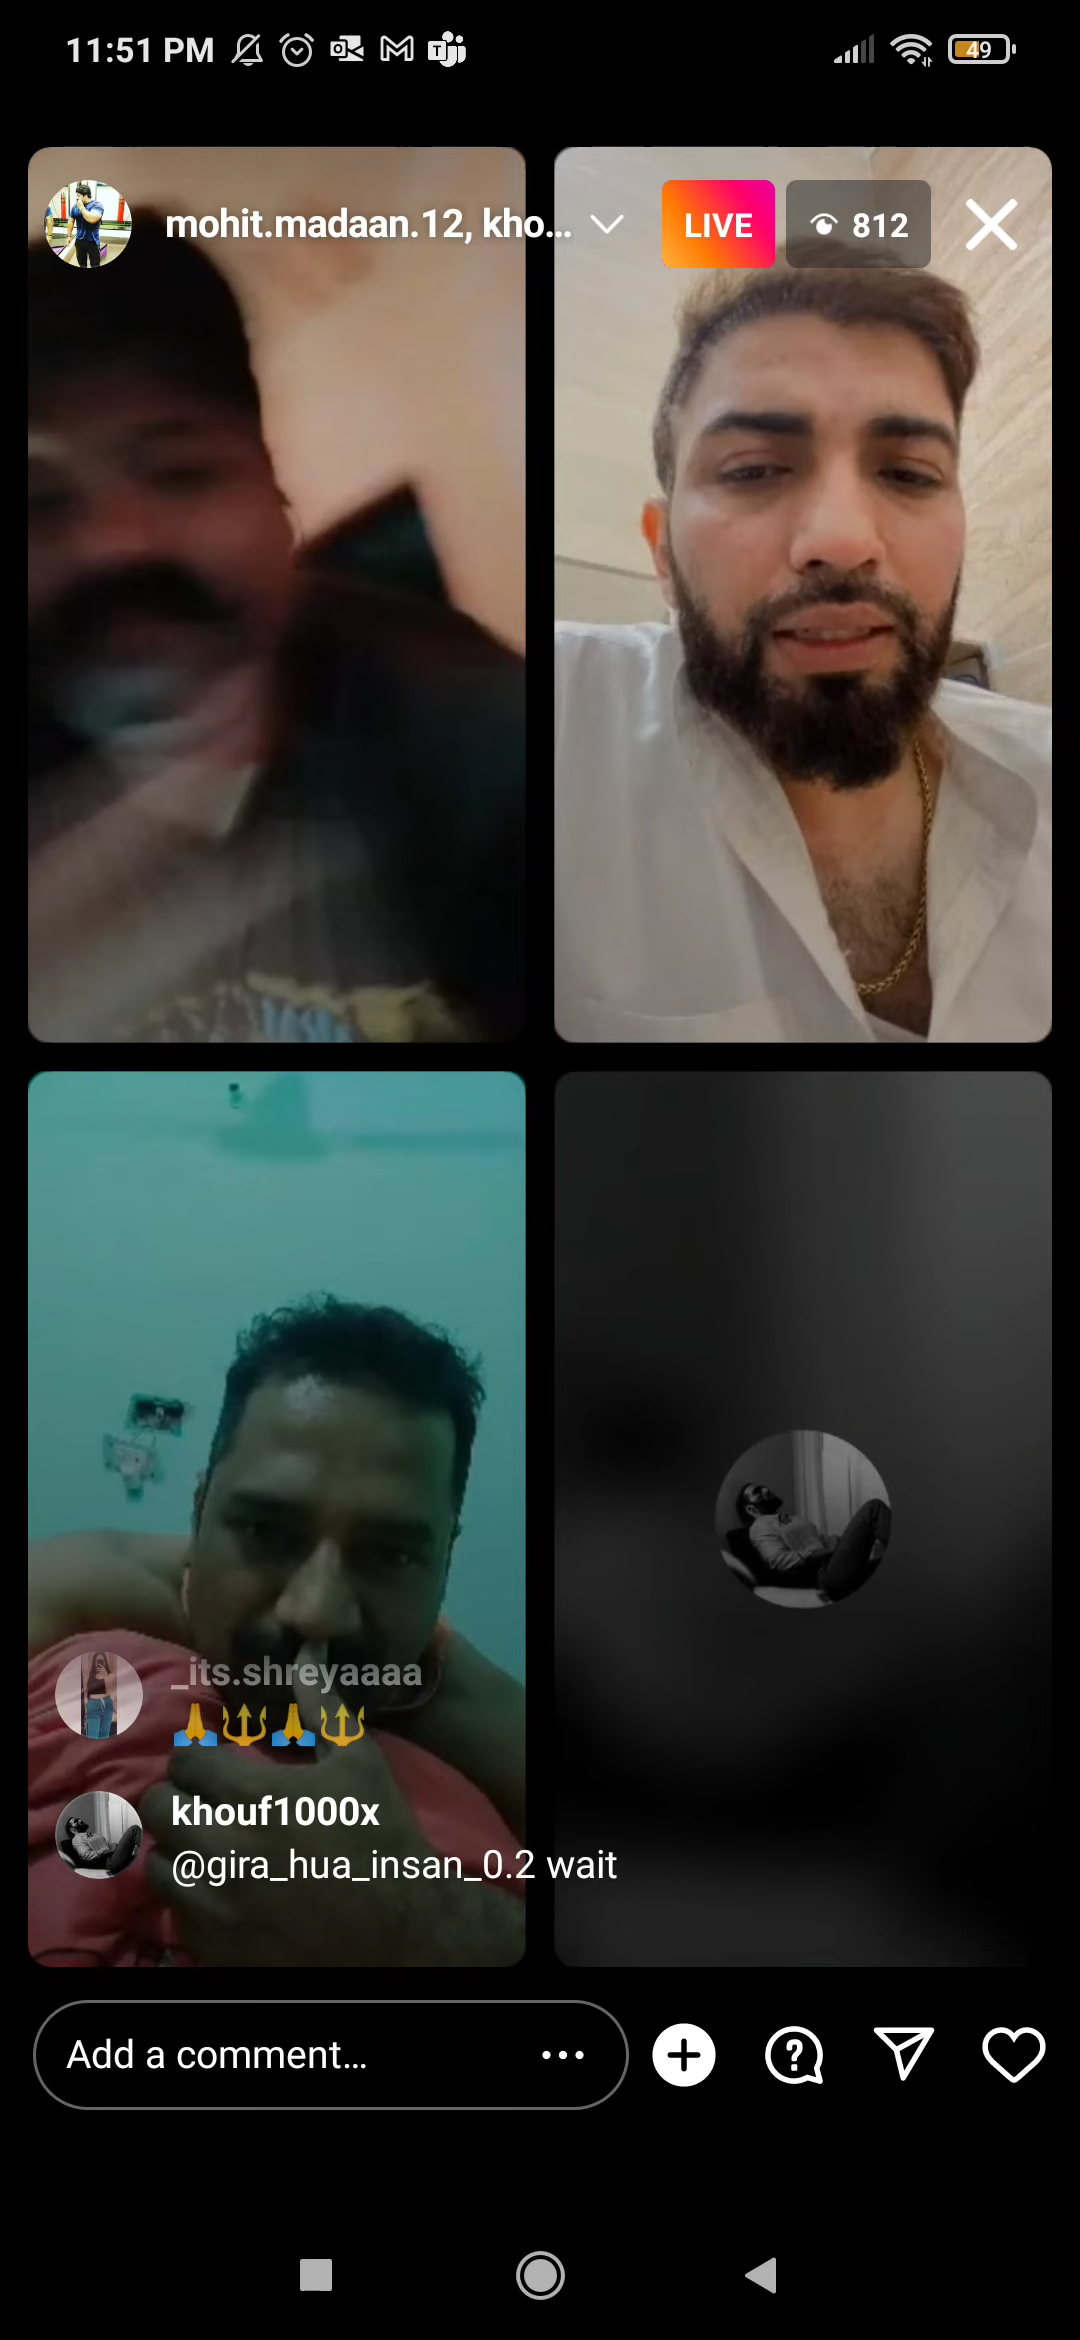 11:51 PM
49
mohit.madaan.12, kho...
LIVE
812
_its.shreyaaaa
🙏🔱🙏🔱
khouf1000x
@gira_hua_insan_0.2 wait
Add a comment...